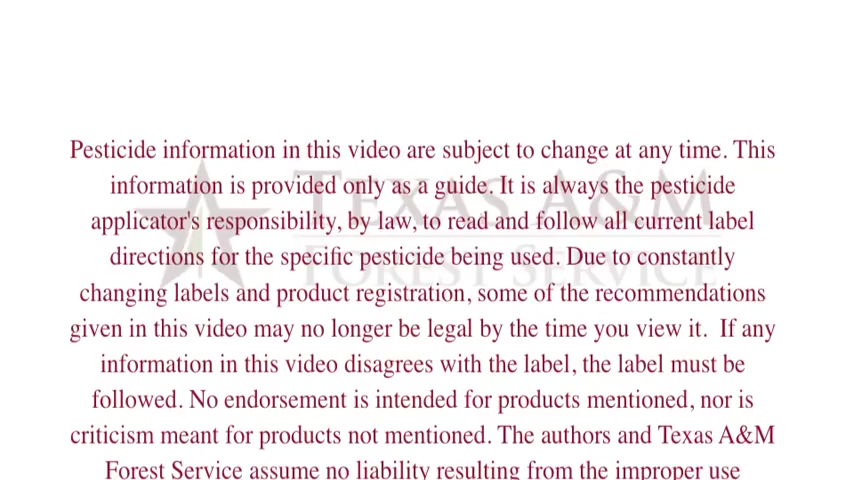 Pesticide information in this video are subject to change at any time. This
information is provided only as a guide. It is always the pesticide
applicator's responsibility, by law, to read and follow all current label
directions for the specific pesticide being used. Due to constantly
changing labels and product registration, some of the recommendations
given in this video may no longer be legal by the time you view it.  If any
information in this video disagrees with the label, the label must be
followed. No endorsement is intended for products mentioned, nor is
criticism meant for products not mentioned. The authors and Texas A&M
Forest Service assume no liability resulting from the improper use
TEXAS A&M
FOREST SERVICE